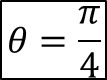 θ = π/4